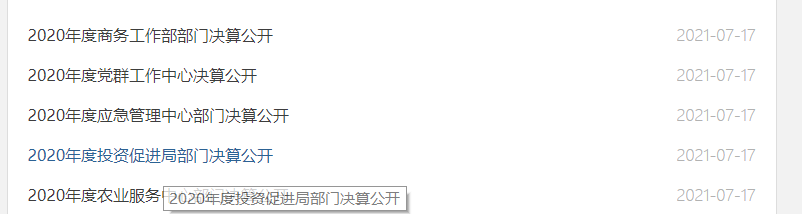 2020年度商务工作部部门决算公开 2021-07-17
2020年度党群工作中心决算公开 2021-07-17
2020年度应急管理中心部门决算公开 2021-07-17
2020年度投资促进局部门决算公开 2021-07-17
2020年度农业服务 2021-07-17
2020年度投资促进局部门决算公开